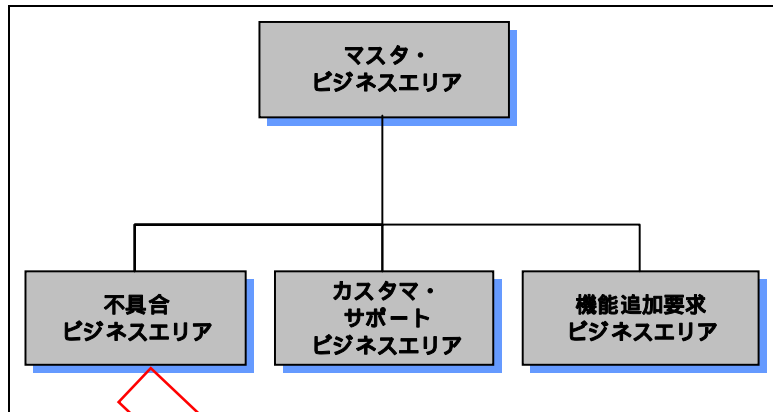 マスタ・
ビジネスエリア
不具合
ビジネスエリア
カスタマ・
サポート
ビジネスエリア
機能追加要求
ビジネスエリア